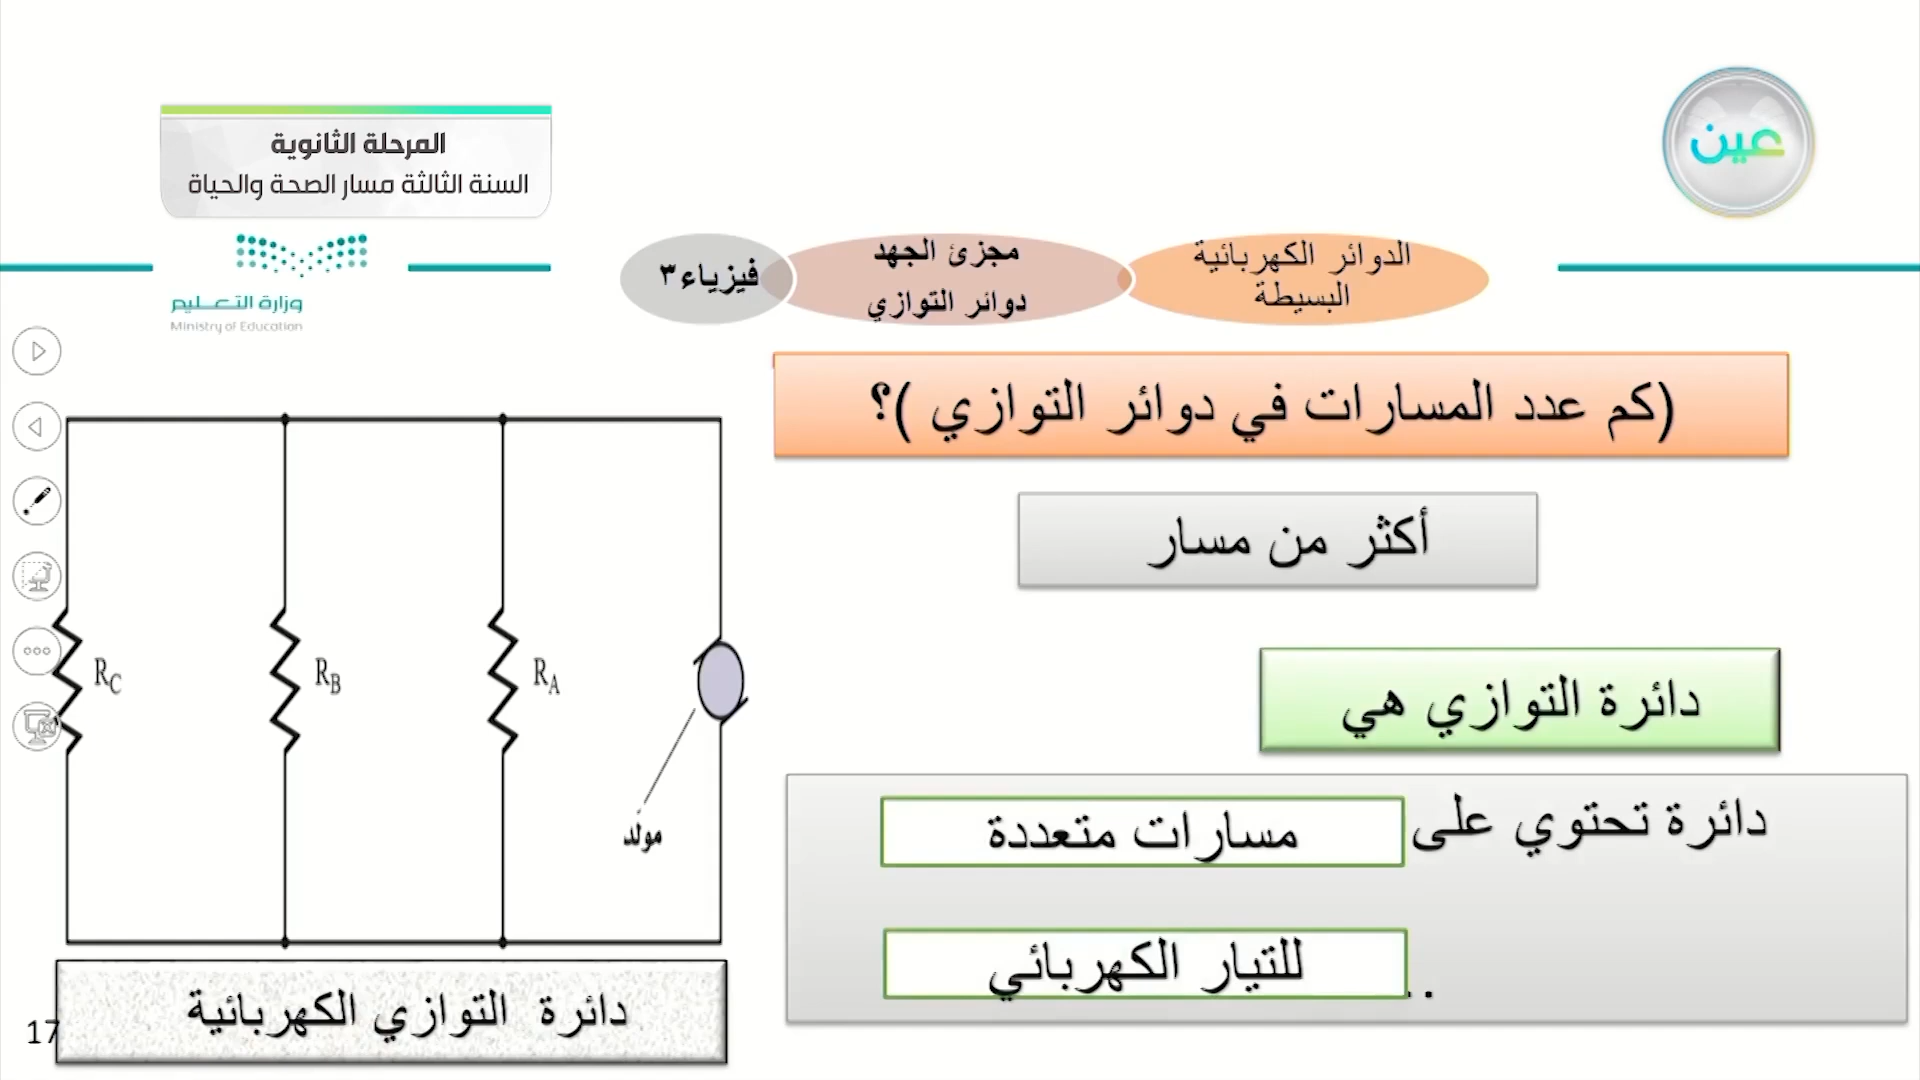 المرحلة الثانوية
السنة الثالثة مسار الصحة والحياة
عين
وزارة التعـــليم
Ministry of Education
الدوائر الكهربائية
البسيطة
مجزئ الجهد
دوائر التوازي
فيزياء٣
(كم عدد المسارات في دوائر التوازي )؟
أكثر من مسار
دائرة التوازي هي
دائرة تحتوي على
مسارات متعددة
للتيار الكهربائي
..
RC
RB
RA
مولد
دائرة التوازي الكهربائية
17